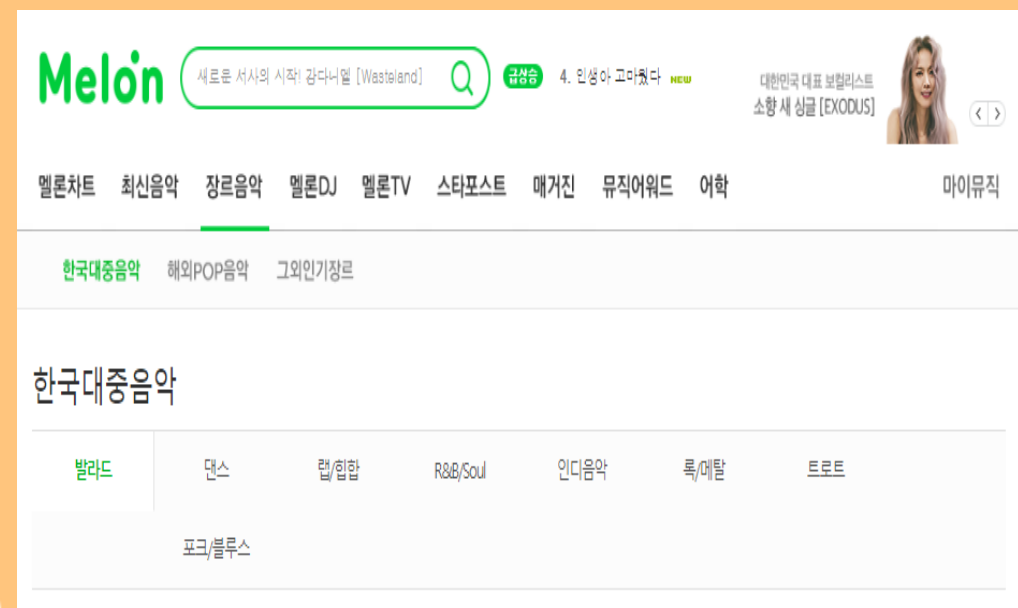 Melon
새로운 서사의 시작! 강다니엘 [Wasteland]
급상승 4. 인생아 고마웠다 NEW
대한민국 대표 보컬리스트
소향 새 싱글 [EXODUS]
멜론차트 최신음악 장르음악 멜론DJ 멜론TV 스타포스트 매거진 뮤직어워드 어학 마이뮤직
한국대중음악 해외POP음악 그외인기장르
한국대중음악
발라드 댄스 랩/힙합 R&B/Soul 인디음악 록/메탈 트로트
포크/블루스